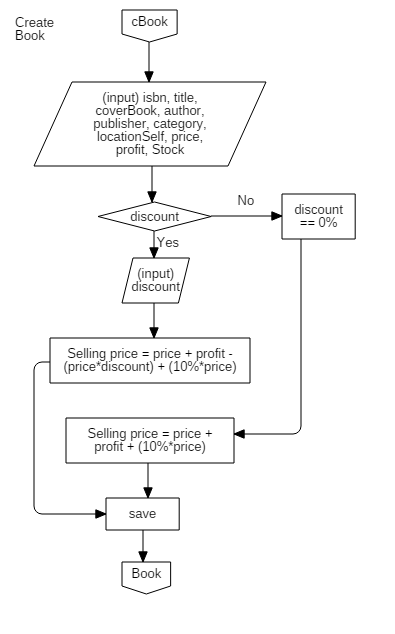 Create
Book
cBook
(input) isbn, title,
coverBook, author,
publisher, category,
locationSelf, price,
profit, Stock
discount
No
discount
== 0%
Yes
(input)
discount
Selling price = price + profit -
(price*discount) + (10%*price)
Selling price = price +
profit + (10%*price)
save
Book